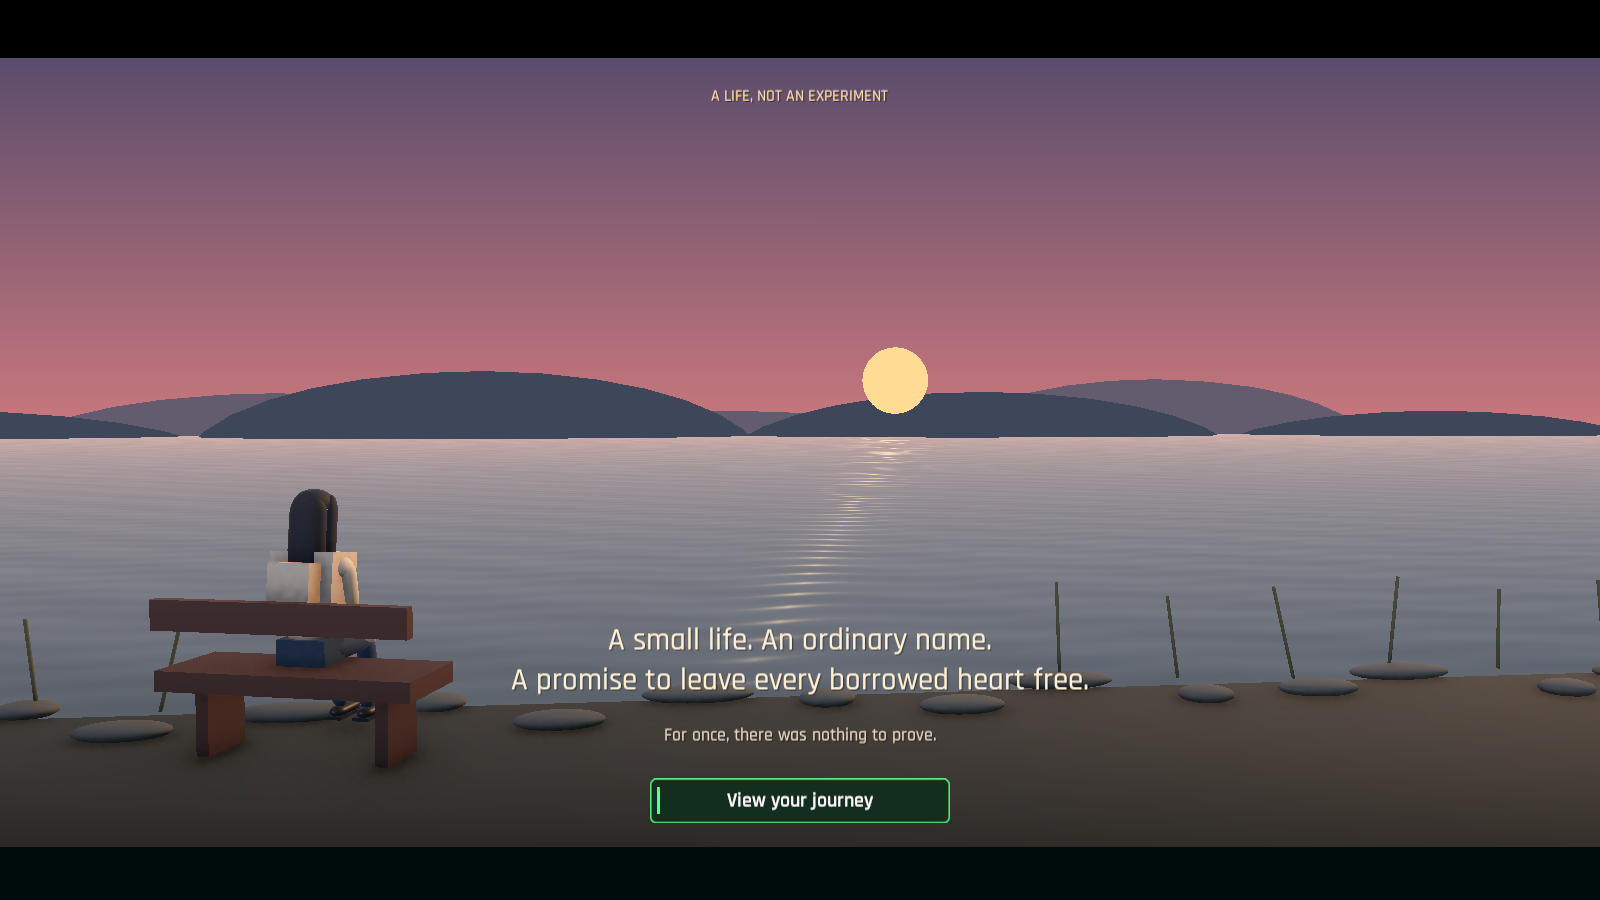 A LIFE, NOT AN EXPERIMENT
A small life. An ordinary name.
A promise to leave every borrowed heart free.
For once, there was nothing to prove.
View your journey